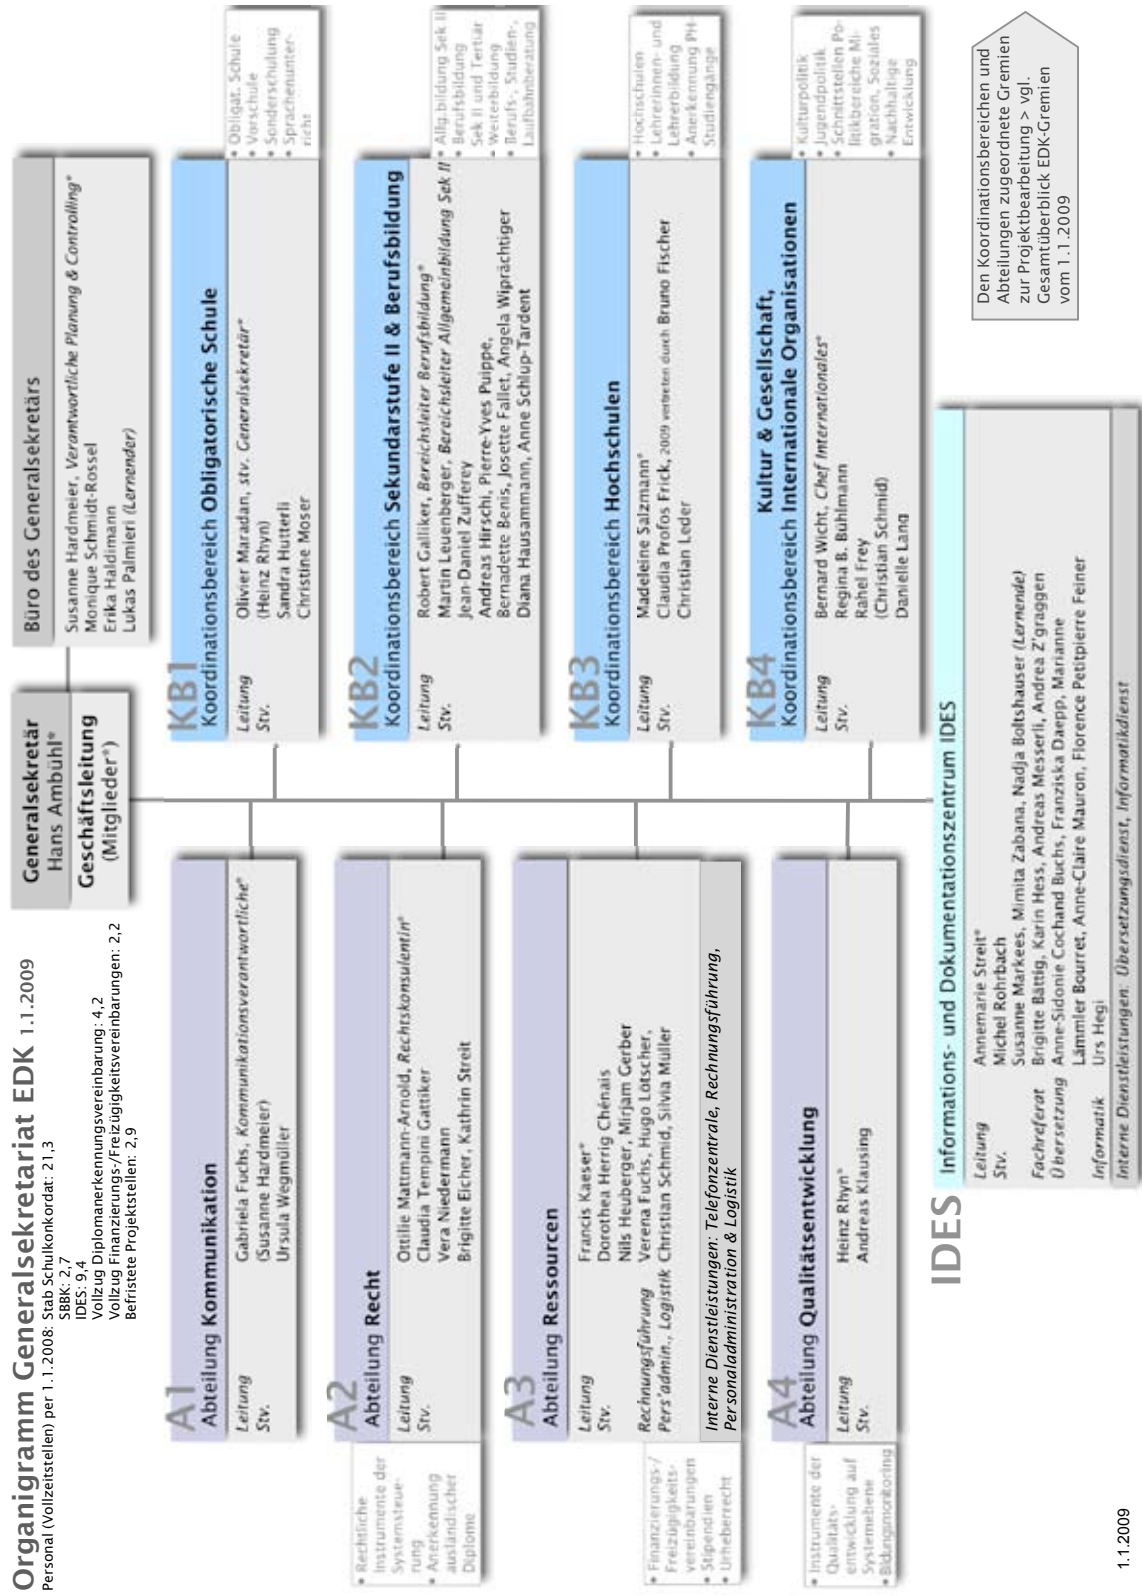 Organigramm Generalsekretariat EDK 1.1.2009
Personal (Vollzeitstellen) per 1.1.2008: Stab Schulkonkordat: 21,3
SBBK: 2,7
IDES: 9,4
Vollzug Diplomanerkennungsvereinbarung: 4,2
Vollzug Finanzierungs-/Freizügigkeitsvereinbarungen: 2,2
Befristete Projektstellen: 2,9
Generalsekretär
Hans Ambühl*
Geschäftsleitung
(Mitglieder*)
Büro des Generalsekretärs
Susanne Hardmeier, Verantwortliche Planung & Controlling*
Monique Schmidt-Rossel
Erika Haldimann
Lukas Palmieri (Lernender)
A1
Abteilung Kommunikation
Leitung Gabriela Fuchs, Kommunikationsverantwortliche*
Stv. (Susanne Hardmeier)
Ursula Wegmüller
A2
Abteilung Recht
Leitung Ottilie Mattmann-Arnold, Rechtskonsulentin*
Stv. Claudia Tempini Gattiker
Vera Niedermann
Brigitte Eicher, Kathrin Streit
• Rechtliche
Instrumente der
Systemsteue-
rung
• Anerkennung
ausländischer
Diplome
A3
Abteilung Ressourcen
Leitung Francis Kaeser*
Stv. Dorothea Herrig Chênais
Nils Heuberger, Mirjam Gerber
Rechnungsführung Verena Fuchs, Hugo Lötscher,
Pers'admin., Logistik Christian Schmid, Silvia Müller
Interne Dienstleistungen: Telefonzentrale, Rechnungsführung,
Personaladministration & Logistik
• Finanzierungs-/
Freizügigkeits-
vereinbarungen
• Stipendien
• Urheberrecht
A4
Abteilung Qualitätsentwicklung
Leitung Heinz Rhyn*
Stv. Andreas Klausing
• Instrumente der
Qualitäts-
entwicklung auf
Systemebene
• Bildungsmonitoring
KB1
Koordinationsbereich Obligatorische Schule
Leitung Olivier Maradan, stv. Generalsekretär*
Stv. (Heinz Rhyn)
Sandra Hutterli
Christine Moser
• Obligat. Schule
• Vorschule
• Sonderschulung
• Sprachenunter-
richt
KB2
Koordinationsbereich Sekundarstufe II & Berufsbildung
Leitung Robert Galliker, Bereichsleiter Berufsbildung*
Stv. Martin Leuenberger, Bereichsleiter Allgemeinbildung Sek II
Jean-Daniel Zufferey
Andreas Hirschi, Pierre-Yves Puippe,
Bernadette Benis, Josette Fallet, Angela Wiprächtiger
Diana Hausammann, Anne Schlup-Tardent
• Allg.bildung Sek II
• Berufsbildung
Sek II und Tertiär
• Weiterbildung
• Berufs-, Studien-,
Laufbahnberatung
KB3
Koordinationsbereich Hochschulen
Leitung Madeleine Salzmann*
Stv. Claudia Profos Frick, 2009 vertreten durch Bruno Fischer
Christian Leder
• Hochschulen
• Lehrerinnen- und
Lehrerbildung
• Anerkennung PH-
Studiengänge
KB4
Kultur & Gesellschaft,
Koordinationsbereich Internationale Organisationen
Leitung Bernard Wicht, Chef Internationales*
Stv. Regina B. Bühlmann
Rahel Frey
(Christian Schmid)
Danielle Lang
• Kulturpolitik
• Jugendpolitik
• Schnittstellen Po-
litikbereiche Mi-
gration, Soziales
• Nachhaltige
Entwicklung
IDES
Informations- und Dokumentationszentrum IDES
Leitung Annemarie Streit*
Stv. Michel Rohrbach
Susanne Markees, Mimita Zabana, Nadja Boltshauser (Lernende)
Fachreferat Brigitte Bättig, Karin Hess, Andreas Messerli, Andrea Z'graggen
Übersetzung Anne-Sidonie Cochand Buchs, Franziska Daepp, Marianne
Lämmler Bourret, Anne-Claire Mauron, Florence Petitpierre Feiner
Informatik Urs Hegi
Interne Dienstleistungen: Übersetzungsdienst, Informatikdienst
Den Koordinationsbereichen und
Abteilungen zugeordnete Gremien
zur Projektbearbeitung > vgl.
Gesamtüberblick EDK-Gremien
vom 1.1.2009
1.1.2009